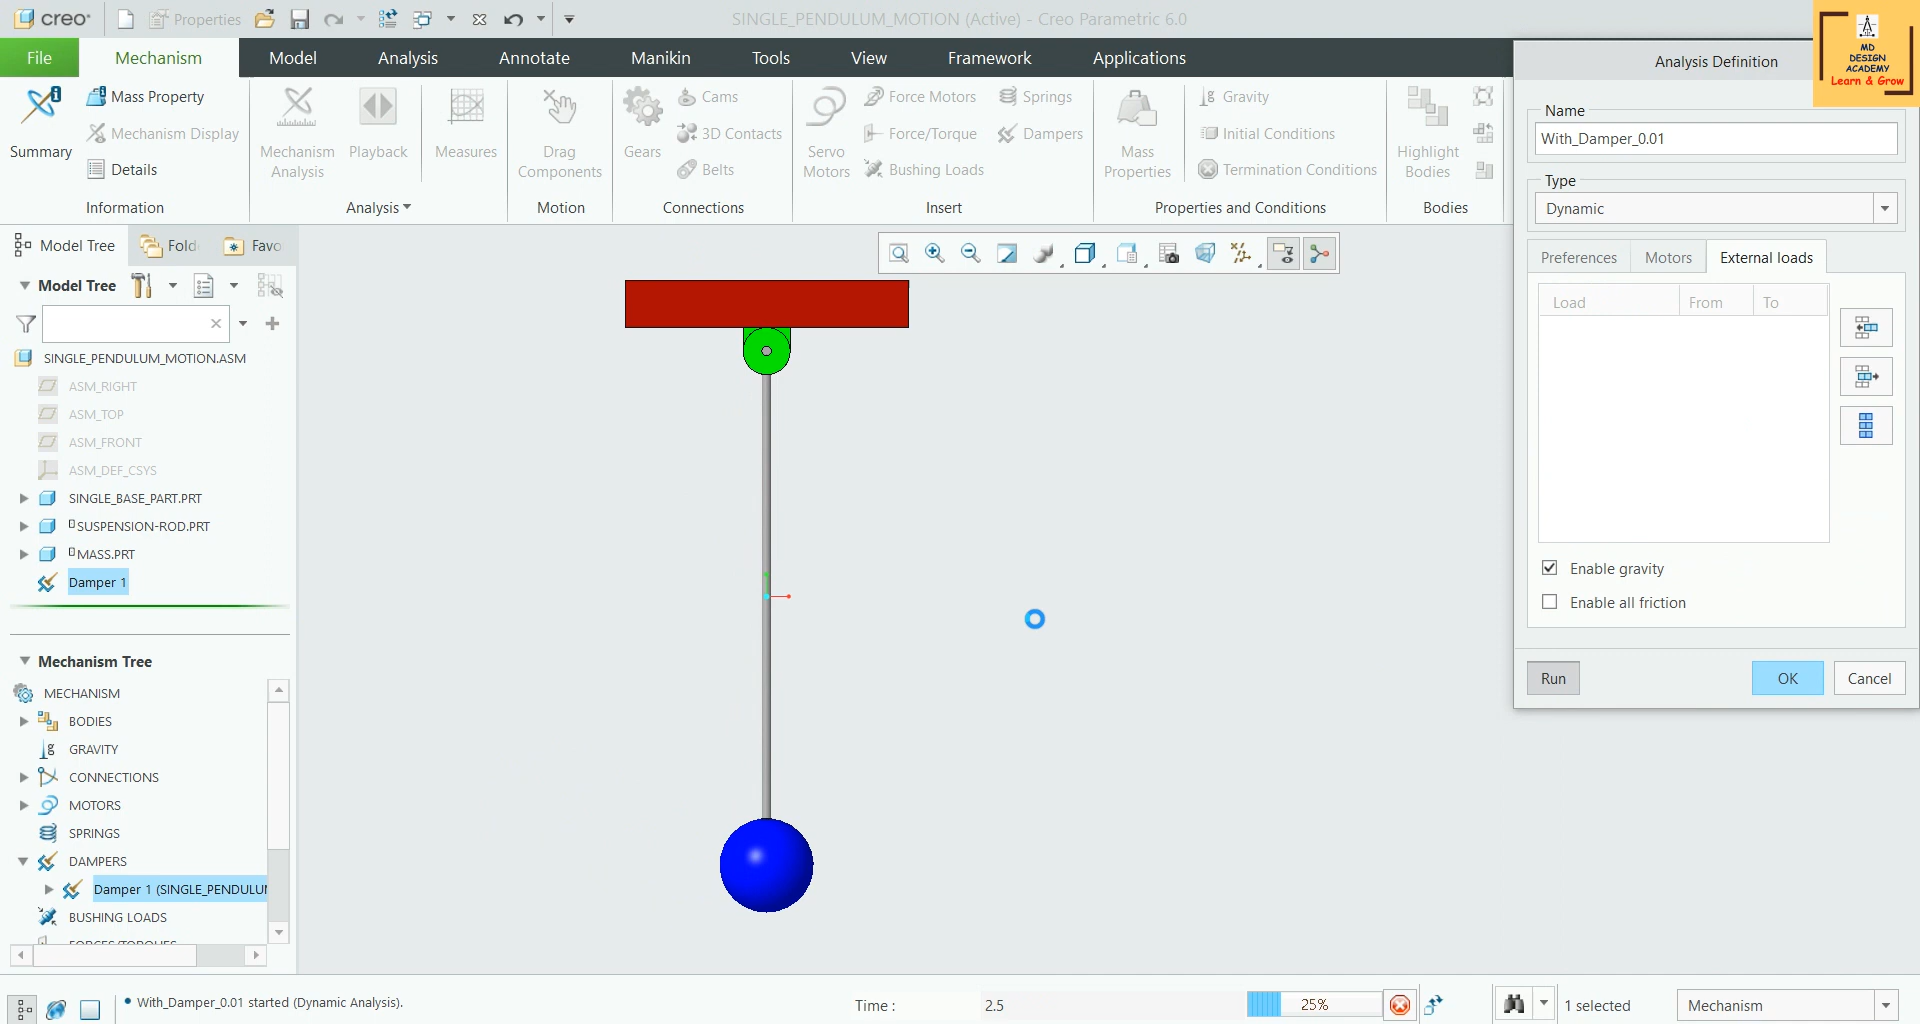 creo
Properties
SINGLE_PENDULUM_MOTION (Active) - Creo Parametric 6.0
File
Mechanism
Model
Analysis
Annotate
Manikin
Tools
View
Framework
Applications
Summary
Mass Property
Mechanism Display
Details
Information
Mechanism
Analysis
Playback
Measures
Analysis
Drag
Components
Motion
Gears
Cams
3D Contacts
Belts
Connections
Servo
Motors
Force Motors
Force/Torque
Bushing Loads
Springs
Dampers
Insert
Mass
Properties
Gravity
Initial Conditions
Termination Conditions
Properties and Conditions
Highlight
Bodies
Bodies
MD
DESIGN
ACADEMY
Learn & Grow
Model Tree
Fold
Favo
Model Tree
SINGLE_PENDULUM_MOTION.ASM
ASM_RIGHT
ASM_TOP
ASM_FRONT
ASM_DEF_CSYS
SINGLE_BASE_PART.PRT
SUSPENSION-ROD.PRT
MASS.PRT
Damper 1
Mechanism Tree
MECHANISM
BODIES
GRAVITY
CONNECTIONS
MOTORS
SPRINGS
DAMPERS
Damper 1 (SINGLE_PENDULUM
BUSHING LOADS
FORCES/TORQUES
Analysis Definition
Name
With_Damper_0.01
Type
Dynamic
Preferences
Motors
External loads
Load From To
Enable gravity
Enable all friction
Run
OK
Cancel
With_Damper_0.01 started (Dynamic Analysis).
Time : 2.5
25%
1 selected
Mechanism